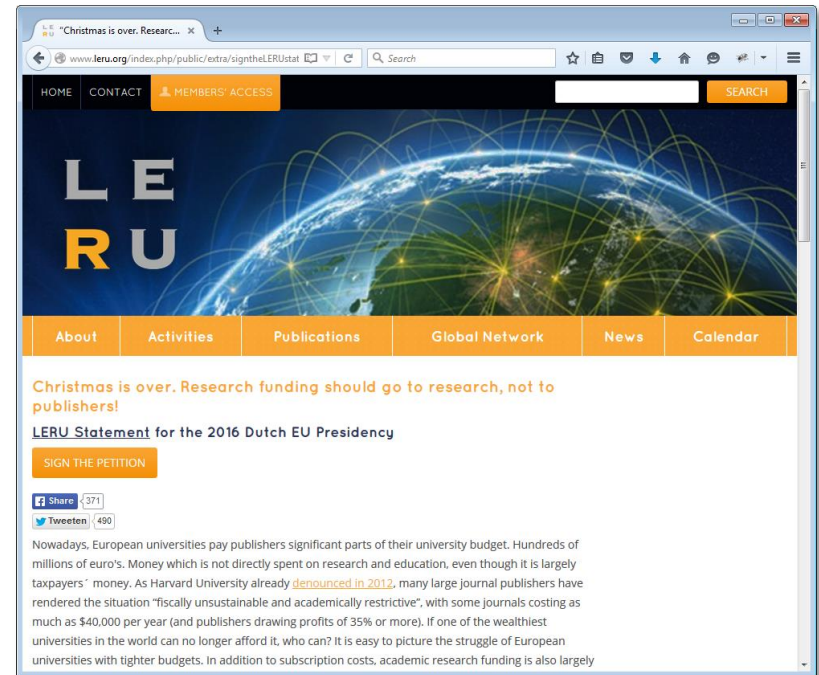 "Christmas is over. Researc...
www.leru.org/index.php/public/extra/signtheLERUstat
Search
HOME CONTACT MEMBERS' ACCESS SEARCH
L E
R U
About Activities Publications Global Network News Calendar
Christmas is over. Research funding should go to research, not to
publishers!
LERU Statement for the 2016 Dutch EU Presidency
SIGN THE PETITION
Share 371
Tweeten 490
Nowadays, European universities pay publishers significant parts of their university budget. Hundreds of
millions of euro's. Money which is not directly spent on research and education, even though it is largely
taxpayers´ money. As Harvard University already denounced in 2012, many large journal publishers have
rendered the situation “fiscally unsustainable and academically restrictive”, with some journals costing as
much as $40,000 per year (and publishers drawing profits of 35% or more). If one of the wealthiest
universities in the world can no longer afford it, who can? It is easy to picture the struggle of European
universities with tighter budgets. In addition to subscription costs, academic research funding is also largely